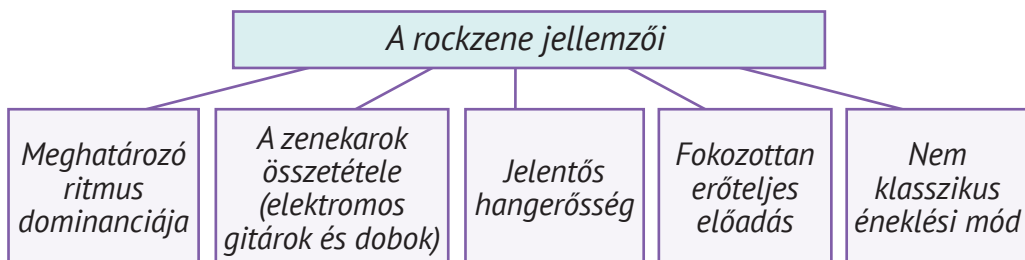 A rockzene jellemzői
Meghatározó
ritmus
dominanciája
A zenekarok
összetétele
(elektromos
gitárok és dobok)
Jelentős
hangerősség
Fokozottan
erőteljes
előadás
Nem
klasszikus
éneklési mód